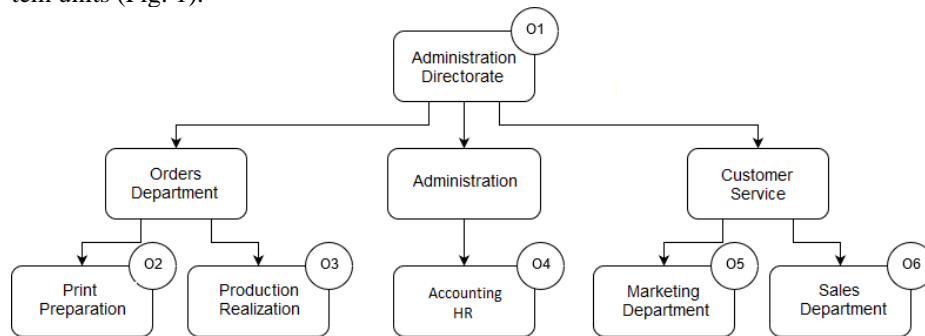 tem units (Fig. 1).
O1
Administration
Directorate
Orders
Department
Administration
Customer
Service
O2
Print
Preparation
O3
Production
Realization
O4
Accounting
HR
O5
Marketing
Department
O6
Sales
Department